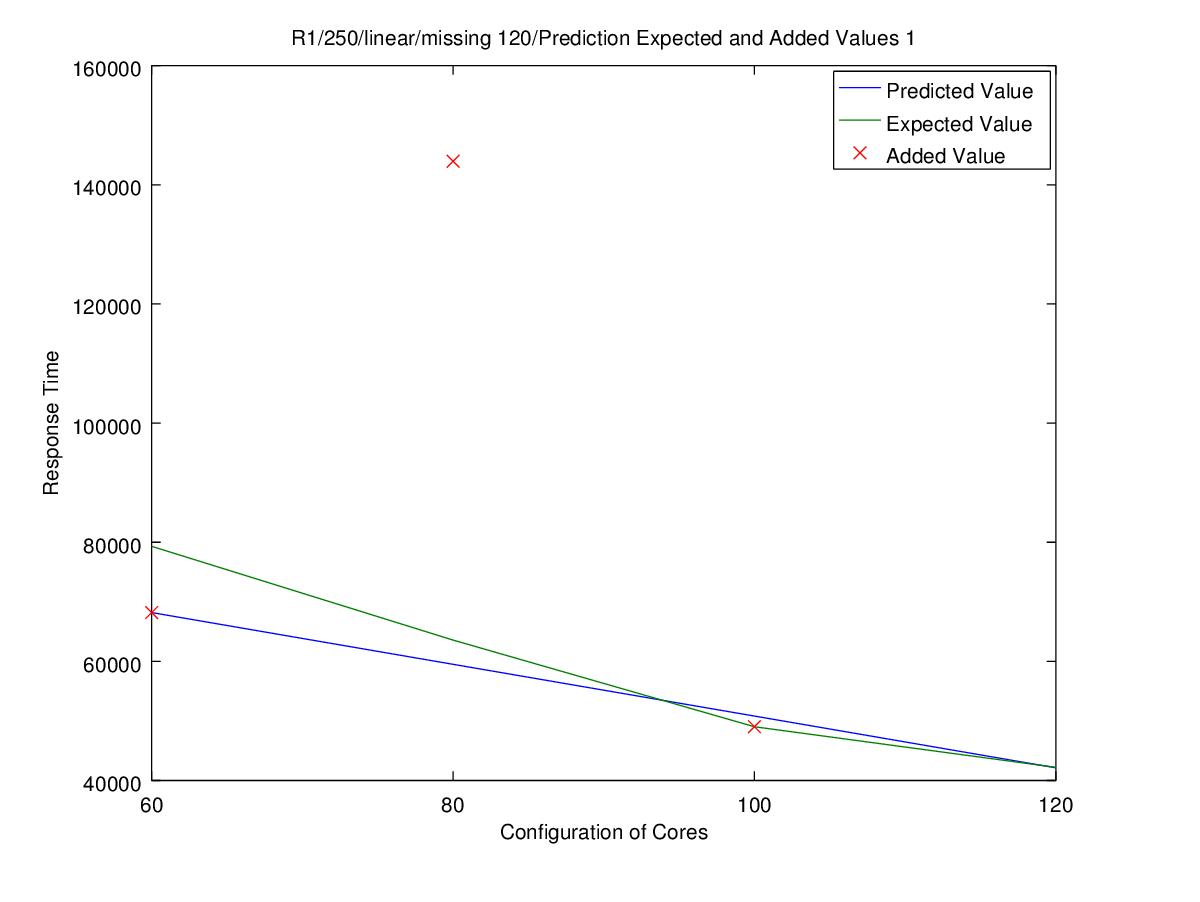 R1/250/linear/missing 120/Prediction Expected and Added Values 1
160000
140000
120000
100000
80000
60000
40000
Response Time
Predicted Value
Expected Value
Added Value
60 80 100 120
Configuration of Cores